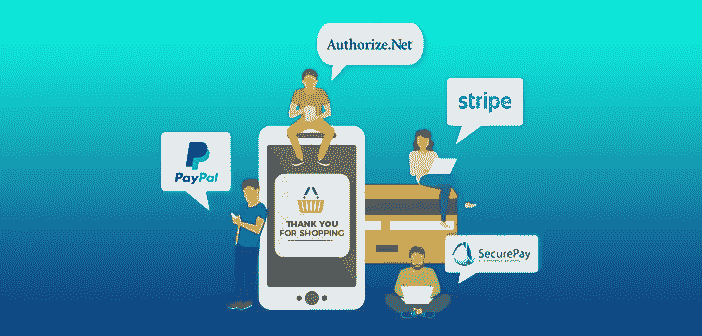 Authorize.Net
stripe
PayPal
THANK YOU
FOR SHOPPING
SecurePay